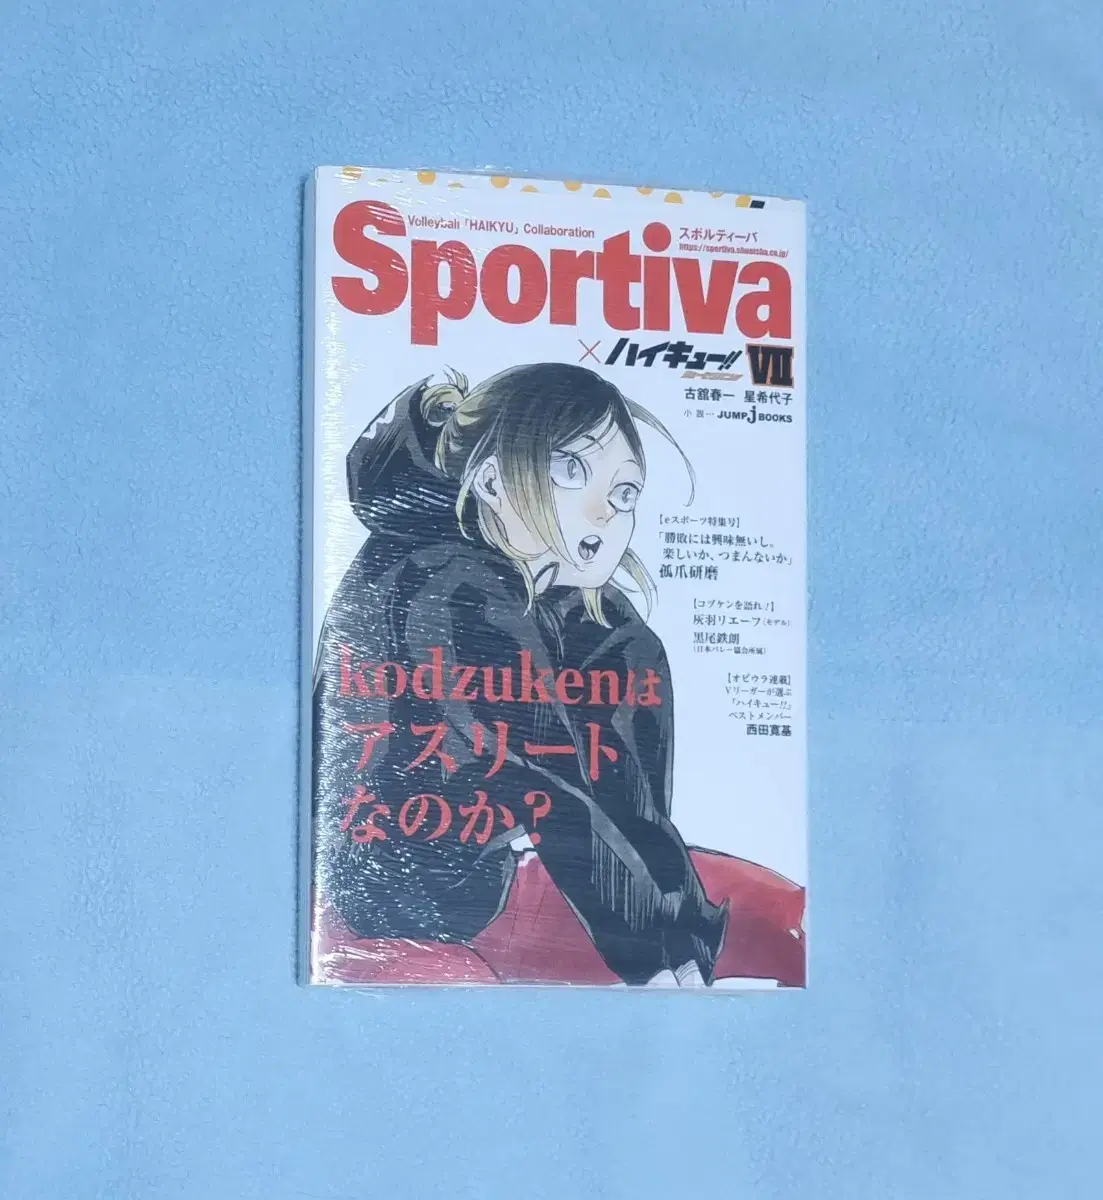 Volleyball「HAIKYU」Collaboration
スポルティーバ
https://sportiva.shueisha.co.jp/
Sportiva
×ハイキュー!! VII
古舘春一 星希代子
小説… JUMP j BOOKS
【eスポーツ特集号】
「勝敗には興味無いし。
楽しいか、つまんないか」
孤爪研磨
【コヅケンを語れ!】
灰羽リエーフ(モデル)
黒尾鉄朗
(日本バレー協会所属)
【オビウラ連載】
Vリーガーが選ぶ
『ハイキュー!!』
ベストメンバー
西田寛基
kodzukenは
アスリート
なのか?